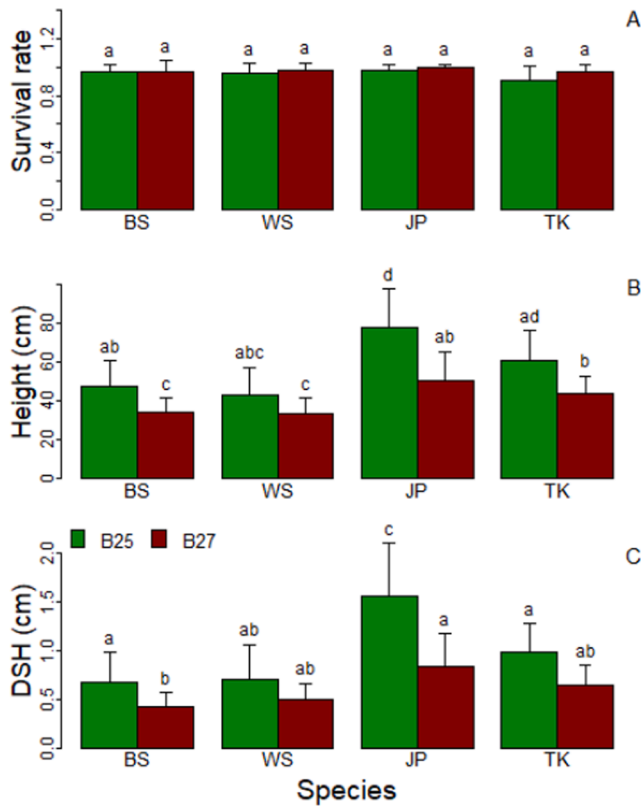 A
Survival rate
0.0 0.4 0.8 1.2
a a a a a a a a
BS WS JP TK
B
Height (cm)
0 20 40 60 80
ab c abc c d ab ad b
BS WS JP TK
B25 B27
C
DSH (cm)
0.0 0.5 1.0 1.5 2.0
a b ab ab c a a ab
BS WS JP TK
Species